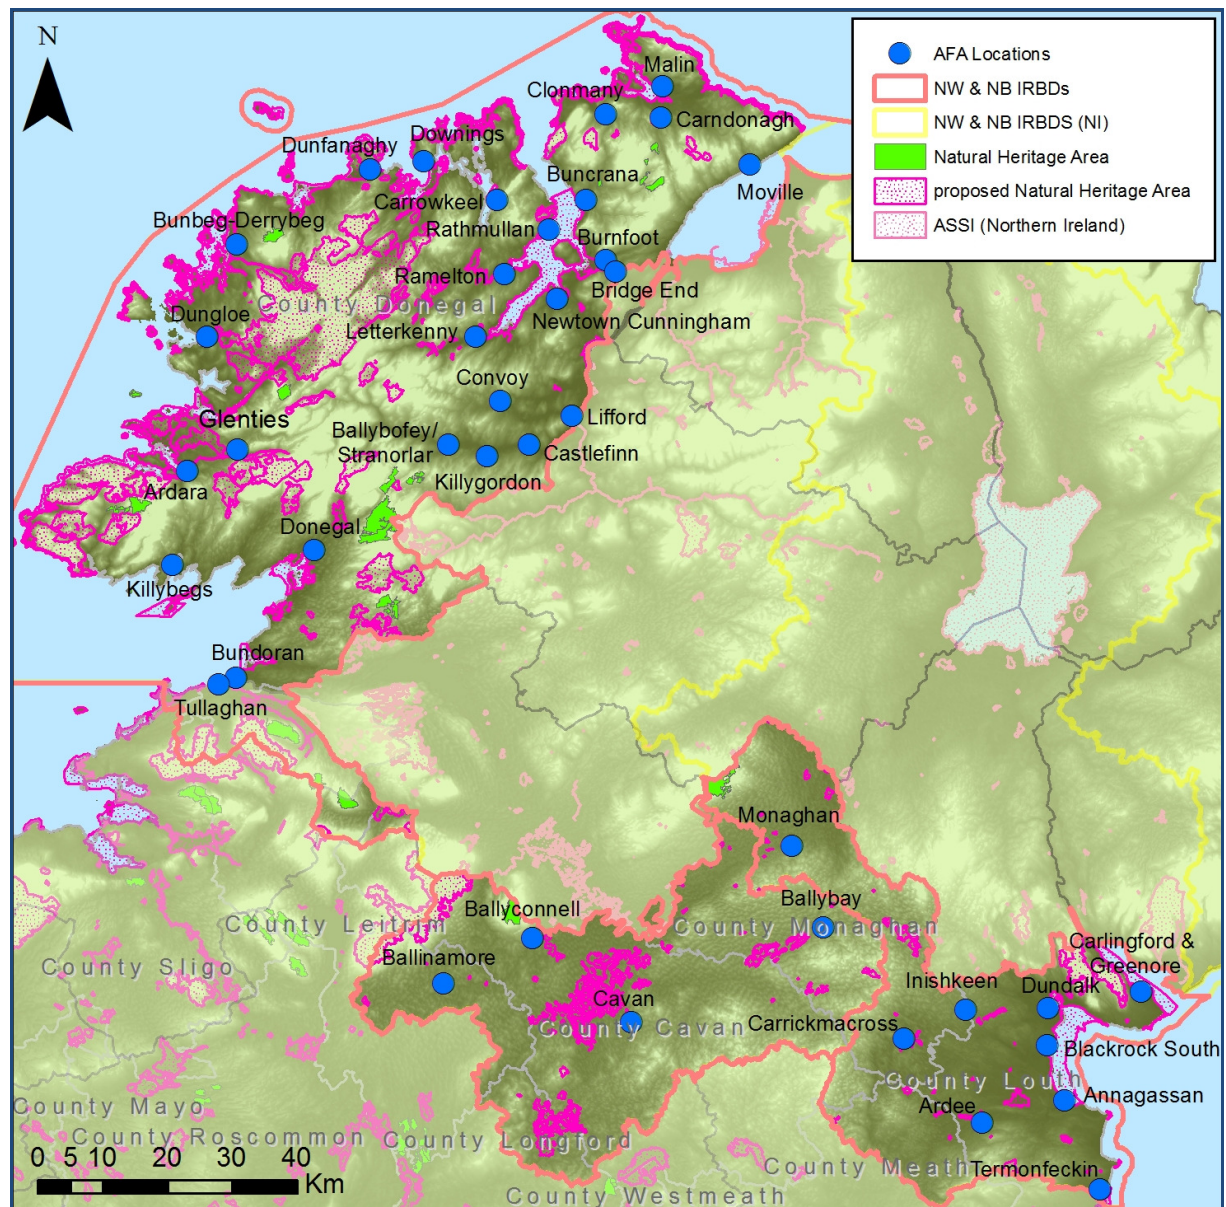 N
AFA Locations
NW & NB IRBDs
NW & NB IRBDS (NI)
Natural Heritage Area
proposed Natural Heritage Area
ASSI (Northern Ireland)
Malin
Clonmany
Carndonagh
Downings
Dunfanaghy
Moville
Buncrana
Carrowkeel
Bunbeg-Derrybeg
Rathmullan
Burnfoot
Ramelton
Bridge End
County Donegal
Dungloe
Newtown Cunningham
Letterkenny
Convoy
Glenties
Lifford
Ballybofey/
Stranorlar
Castlefinn
Killygordon
Ardara
Donegal
Killybegs
Bundoran
Tullaghan
Monaghan
Ballybay
Ballyconnell
County Leitrim
County Monaghan
Carlingford &
Greenore
Ballinamore
County Sligo
Inishkeen
Dundalk
Cavan
County Cavan
Carrickmacross
Blackrock South
County Louth
Annagassan
County Mayo
Ardee
County Roscommon
County Longford
County Meath
Termonfeckin
County Westmeath
0 5 10 20 30 40
Km